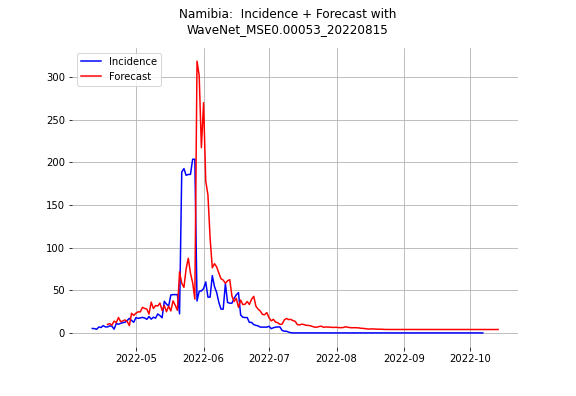 Namibia:  Incidence + Forecast with
WaveNet_MSE0.00053_20220815
Incidence
Forecast
300
250
200
150
100
50
0
2022-05 2022-06 2022-07 2022-08 2022-09 2022-10